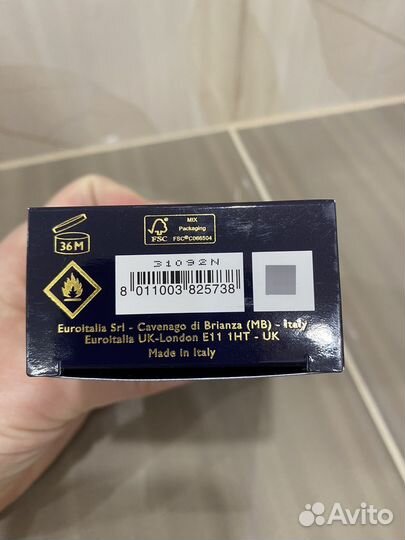 36M
FSC
MIX
Packaging
FSC® C066504
31092N
8 011003 825738
Euroitalia Srl - Cavenago di Brianza (MB) - Italy
Euroitalia UK-London E11 1HT - UK
Made in Italy
Avito